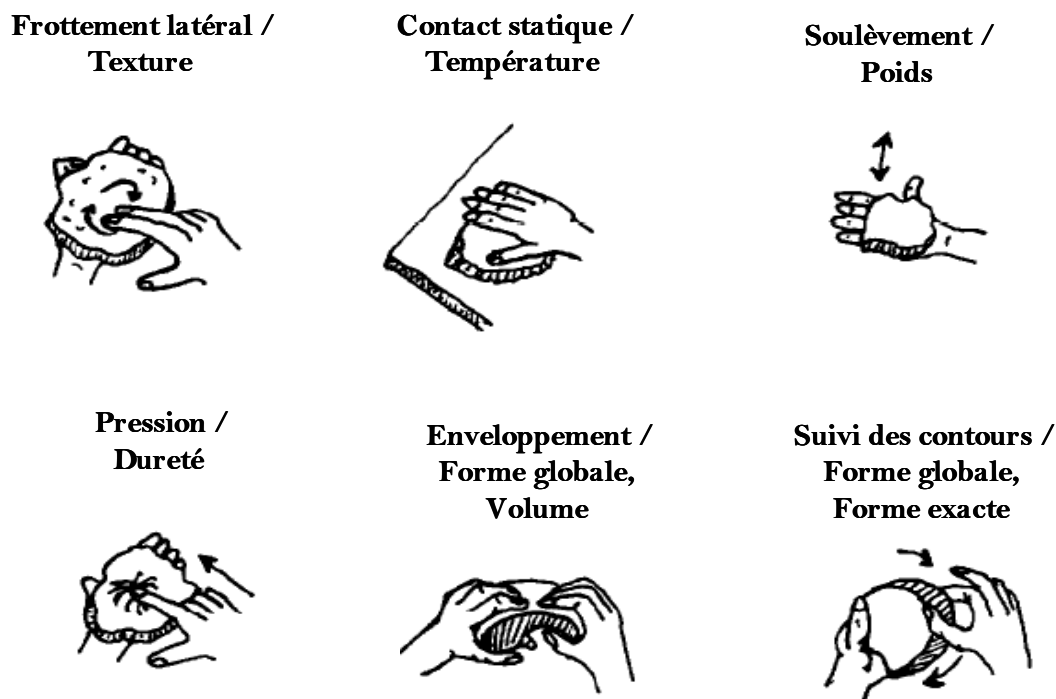 Frottement latéral /
Texture
Contact statique /
Température
Soulèvement /
Poids
Pression /
Dureté
Enveloppement /
Forme globale,
Volume
Suivi des contours /
Forme globale,
Forme exacte